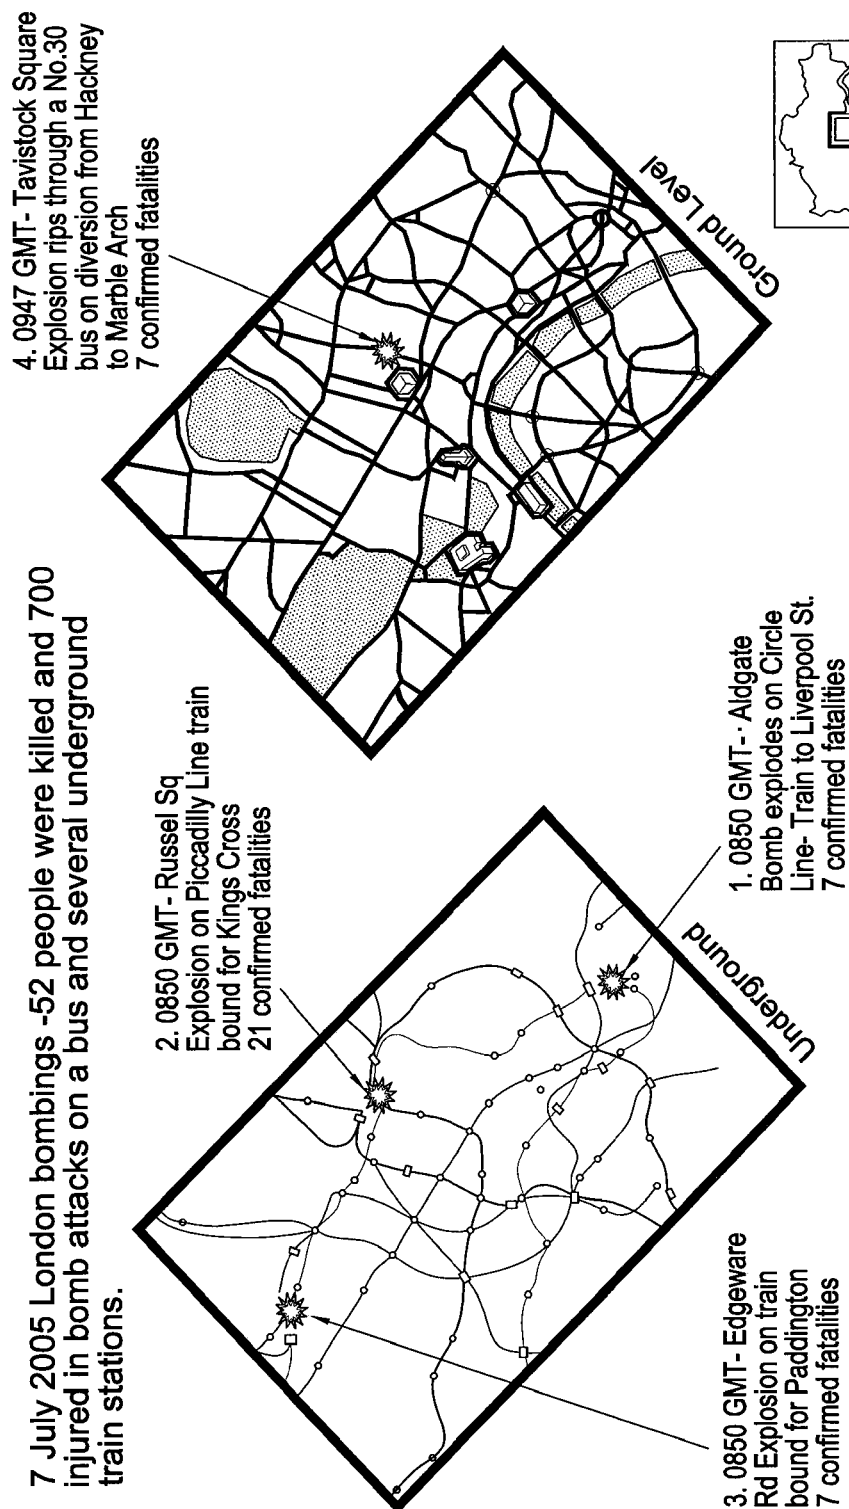 7 July 2005 London bombings -52 people were killed and 700
injured in bomb attacks on a bus and several underground
train stations.
4. 0947 GMT- Tavistock Square
Explosion rips through a No.30
bus on diversion from Hackney
to Marble Arch
7 confirmed fatalities
2. 0850 GMT- Russel Sq
Explosion on Piccadilly Line train
bound for Kings Cross
21 confirmed fatalities
Ground Level
Underground
3. 0850 GMT- Edgeware
Rd Explosion on train
bound for Paddington
7 confirmed fatalities
1. 0850 GMT- · Aldgate
Bomb explodes on Circle
Line- Train to Liverpool St.
7 confirmed fatalities